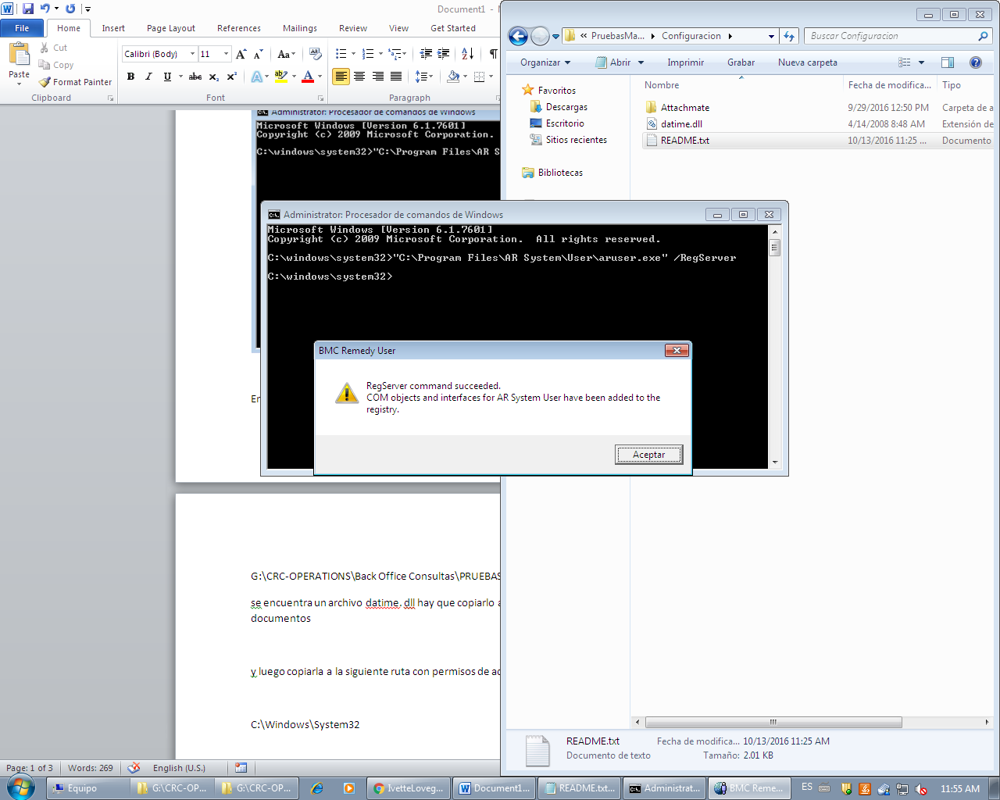 Document1 -
File
Home
Insert
Page Layout
References
Mailings
Review
View
Get Started
Paste
Cut
Copy
Format Painter
Clipboard
Calibri (Body)
11
Font
Paragraph
Administrator: Procesador de comandos de Windows
Microsoft Windows [Version 6.1.7601]
Copyright (c) 2009 Microsoft Corporation.
C:\windows\system32>"C:\Program Files\AR S
En
G:\CRC-OPERATIONS\Back Office Consultas\PRUEBAS
se encuentra un archivo datime. dll hay que copiarlo a
documentos
y luego copiarla a la siguiente ruta con permisos de ad
C:\Windows\System32
Page: 1 of 3
Words: 269
English (U.S.)
« PruebasMa... Configuracion
Buscar Configuracion
Organizar
Abrir
Imprimir
Grabar
Nueva carpeta
Favoritos
Descargas
Escritorio
Sitios recientes
Bibliotecas
Nombre Fecha de modifica... Tipo
Attachmate 9/29/2016 12:50 PM Carpeta de a
datime.dll 4/14/2008 8:48 AM Extensión de
README.txt 10/13/2016 11:25 ... Documento
README.txt Fecha de modifica... 10/13/2016 11:25 AM
Documento de texto Tamaño: 2.01 KB
Administrator: Procesador de comandos de Windows
Microsoft Windows [Version 6.1.7601]
Copyright (c) 2009 Microsoft Corporation.  All rights reserved.
C:\windows\system32>"C:\Program Files\AR System\User\aruser.exe" /RegServer
C:\windows\system32>
BMC Remedy User
RegServer command succeeded.
COM objects and interfaces for AR System User have been added to the
registry.
Aceptar
Equipo
G:\CRC-OP...
G:\CRC-OP...
IvetteLoveg...
Document1...
README.txt...
Administrat...
BMC Reme...
ES
11:55 AM